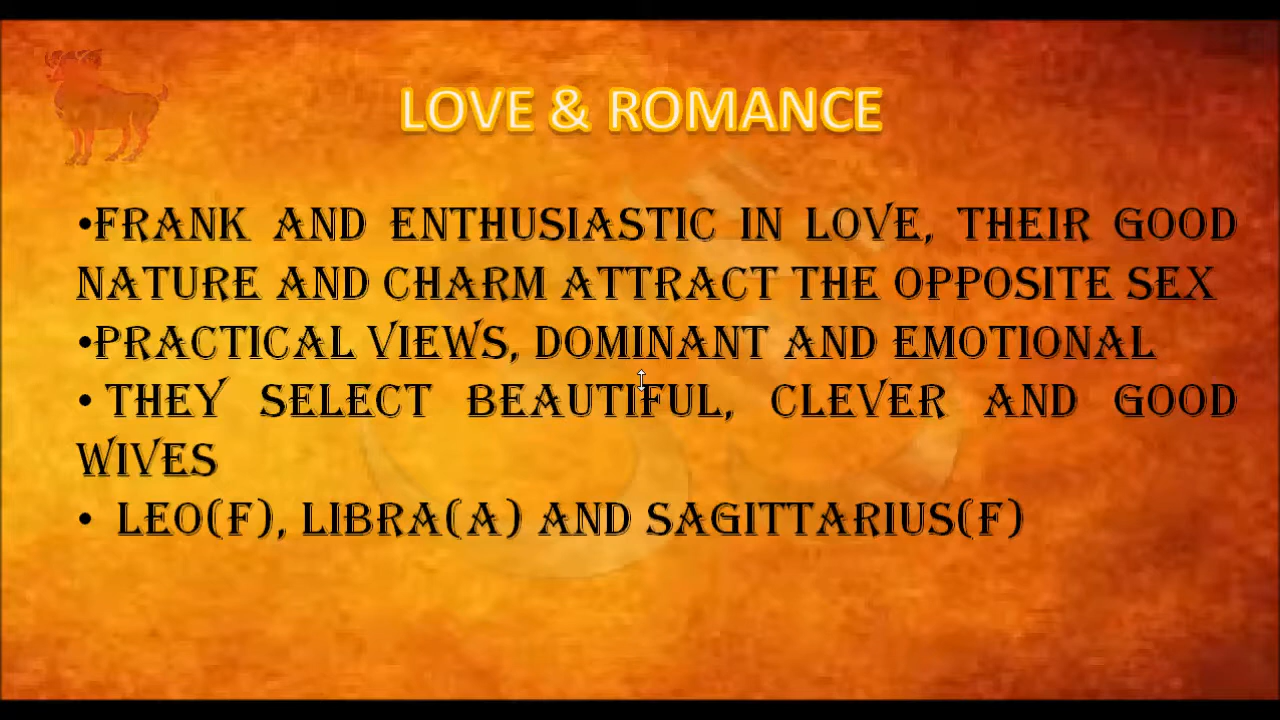 LOVE & ROMANCE
•FRANK AND ENTHUSIASTIC IN LOVE, THEIR GOOD
NATURE AND CHARM ATTRACT THE OPPOSITE SEX
•PRACTICAL VIEWS, DOMINANT AND EMOTIONAL
• THEY SELECT BEAUTIFUL, CLEVER AND GOOD
WIVES
• LEO(F), LIBRA(A) AND SAGITTARIUS(F)